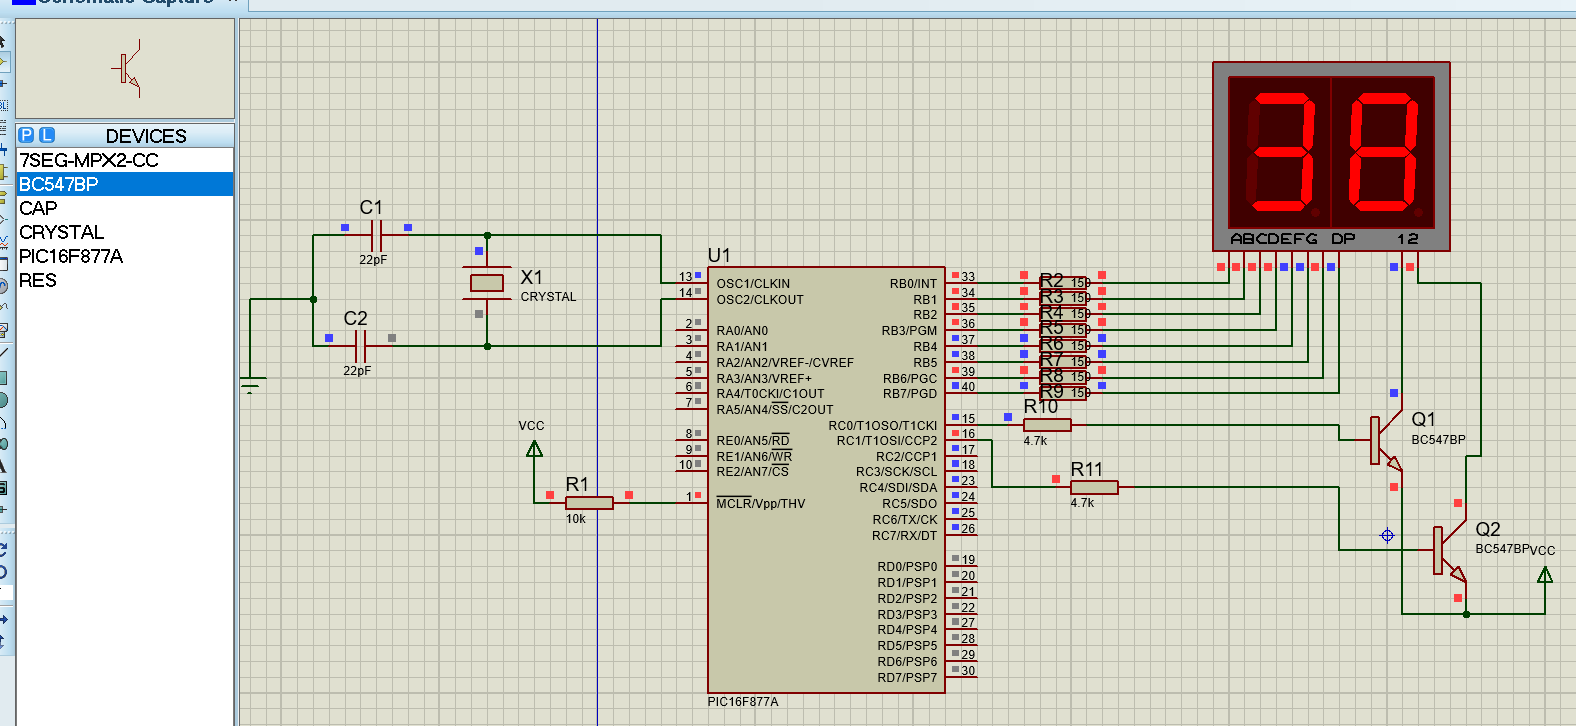 Schematic Capture
DEVICES
P L
7SEG-MPX2-CC
BC547BP
CAP
CRYSTAL
PIC16F877A
RES
C1
22pF
X1
CRYSTAL
C2
22pF
VCC
R1
10k
U1
13 OSC1/CLKIN
14 OSC2/CLKOUT
2 RA0/AN0
3 RA1/AN1
4 RA2/AN2/VREF-/CVREF
5 RA3/AN3/VREF+
6 RA4/T0CKI/C1OUT
7 RA5/AN4/SS/C2OUT
8 RE0/AN5/RD
9 RE1/AN6/WR
10 RE2/AN7/CS
1 MCLR/Vpp/THV
RB0/INT 33
RB1 34
RB2 35
RB3/PGM 36
RB4 37
RB5 38
RB6/PGC 39
RB7/PGD 40
RC0/T1OSO/T1CKI 15
RC1/T1OSI/CCP2 16
RC2/CCP1 17
RC3/SCK/SCL 18
RC4/SDI/SDA 23
RC5/SDO 24
RC6/TX/CK 25
RC7/RX/DT 26
RD0/PSP0 19
RD1/PSP1 20
RD2/PSP2 21
RD3/PSP3 22
RD4/PSP4 27
RD5/PSP5 28
RD6/PSP6 29
RD7/PSP7 30
PIC16F877A
R2 150
R3 150
R4 150
R5 150
R6 150
R7 150
R8 150
R9 150
R10
4.7k
R11
4.7k
38
ABCDEFG DP 12
Q1
BC547BP
Q2
BC547BP
VCC